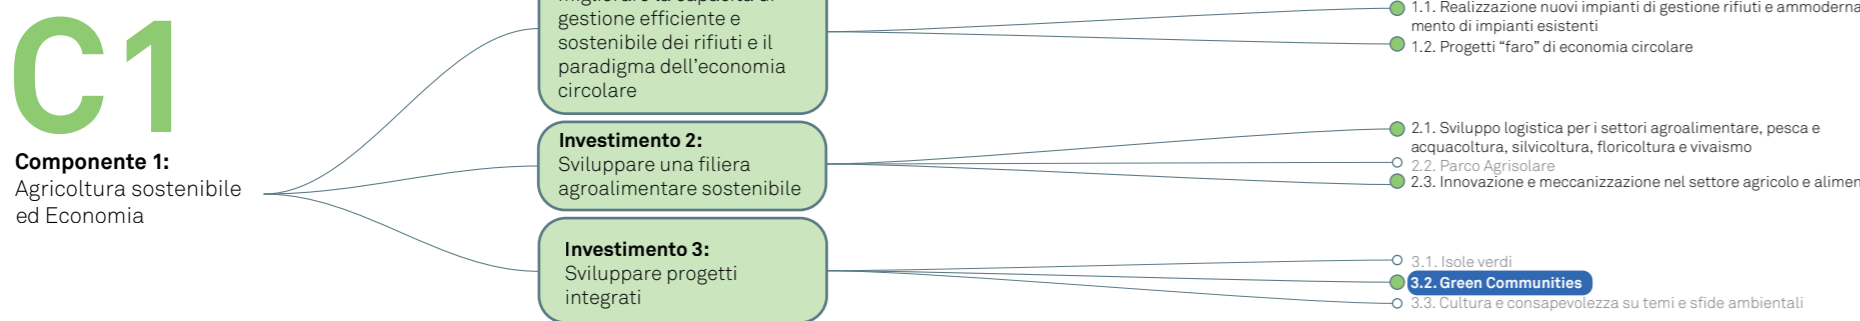 C1
Componente 1:
Agricoltura sostenibile
ed Economia
migliorare la capacità di
gestione efficiente e
sostenibile dei rifiuti e il
paradigma dell'economia
circolare
Investimento 2:
Sviluppare una filiera
agroalimentare sostenibile
Investimento 3:
Sviluppare progetti
integrati
1.1. Realizzazione nuovi impianti di gestione rifiuti e ammoderna
mento di impianti esistenti
1.2. Progetti "faro" di economia circolare
2.1. Sviluppo logistica per i settori agroalimentare, pesca e
acquacoltura, silvicoltura, floricoltura e vivaismo
2.2. Parco Agrisolare
2.3. Innovazione e meccanizzazione nel settore agricolo e alimen
3.1. Isole verdi
3.2. Green Communities
3.3. Cultura e consapevolezza su temi e sfide ambientali